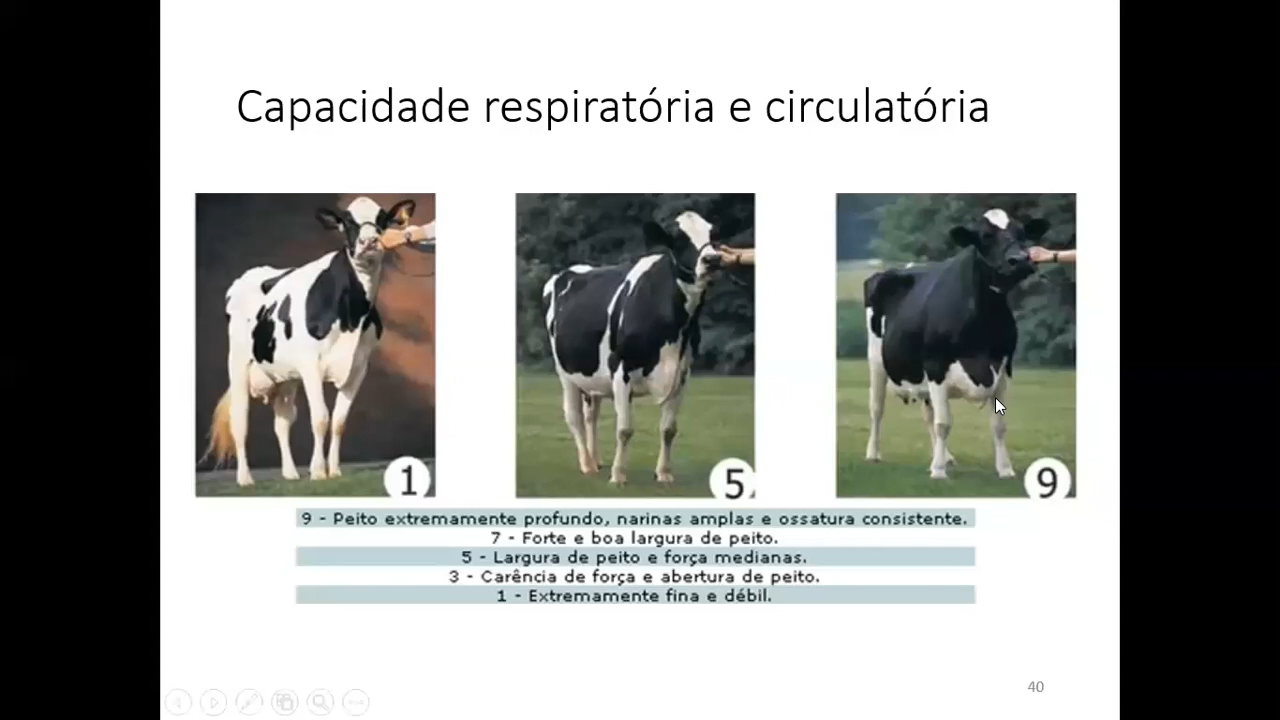 Capacidade respiratória e circulatória
1
5
9
9 - Peito extremamente profundo, narinas amplas e ossatura consistente.
7 - Forte e boa largura de peito.
5 - Largura de peito e força medianas.
3 - Carência de força e abertura de peito.
1 - Extremamente fina e débil.
40